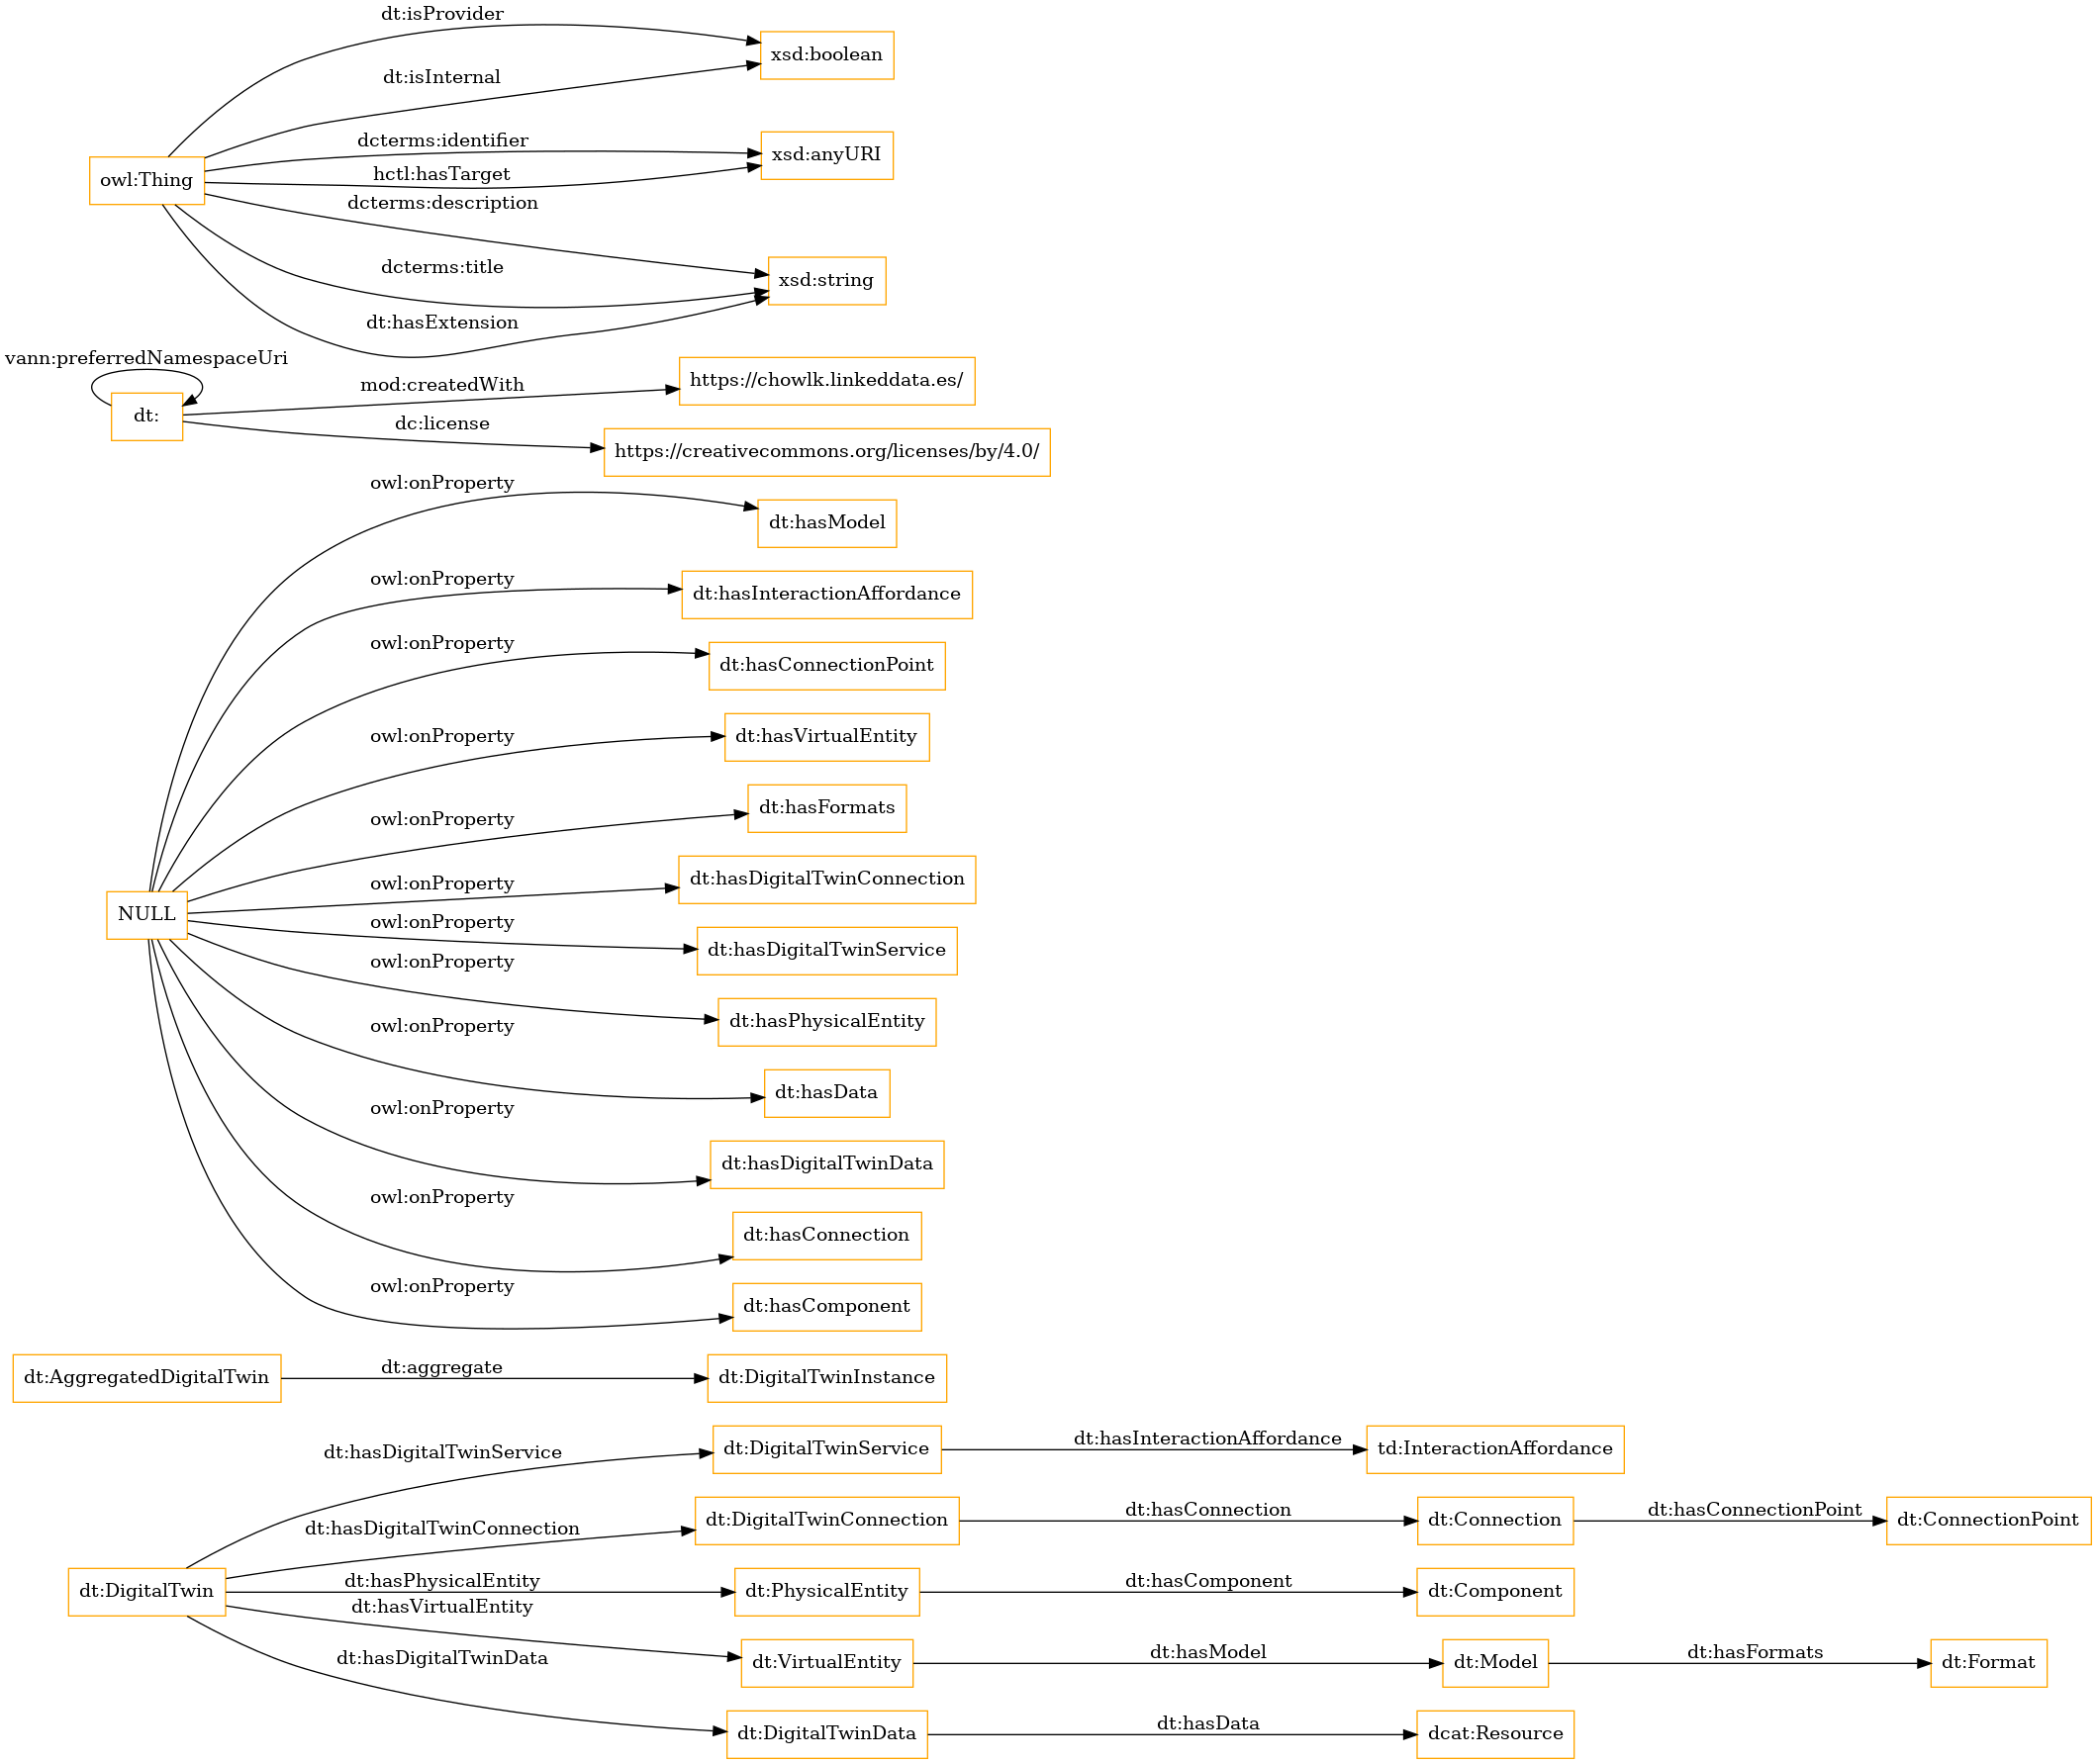 dt:isProvider
xsd:boolean
dt:isInternal
dcterms:identifier
xsd:anyURI
owl:Thing
hctl:hasTarget
dcterms:description
dcterms:title
xsd:string
dt:hasExtension
vann:preferredNamespaceUri
dt:
mod:createdWith
https://chowlk.linkeddata.es/
dc:license
https://creativecommons.org/licenses/by/4.0/
owl:onProperty
dt:hasModel
owl:onProperty
dt:hasInteractionAffordance
owl:onProperty
dt:hasConnectionPoint
owl:onProperty
dt:hasVirtualEntity
owl:onProperty
dt:hasFormats
NULL
owl:onProperty
dt:hasDigitalTwinConnection
owl:onProperty
dt:hasDigitalTwinService
owl:onProperty
dt:hasPhysicalEntity
owl:onProperty
dt:hasData
owl:onProperty
dt:hasDigitalTwinData
owl:onProperty
dt:hasConnection
owl:onProperty
dt:hasComponent
dt:AggregatedDigitalTwin
dt:aggregate
dt:DigitalTwinInstance
dt:hasDigitalTwinService
dt:DigitalTwinService
dt:hasInteractionAffordance
td:InteractionAffordance
dt:hasDigitalTwinConnection
dt:DigitalTwinConnection
dt:hasConnection
dt:Connection
dt:hasConnectionPoint
dt:ConnectionPoint
dt:DigitalTwin
dt:hasPhysicalEntity
dt:PhysicalEntity
dt:hasComponent
dt:Component
dt:hasVirtualEntity
dt:VirtualEntity
dt:hasModel
dt:Model
dt:hasFormats
dt:Format
dt:hasDigitalTwinData
dt:DigitalTwinData
dt:hasData
dcat:Resource